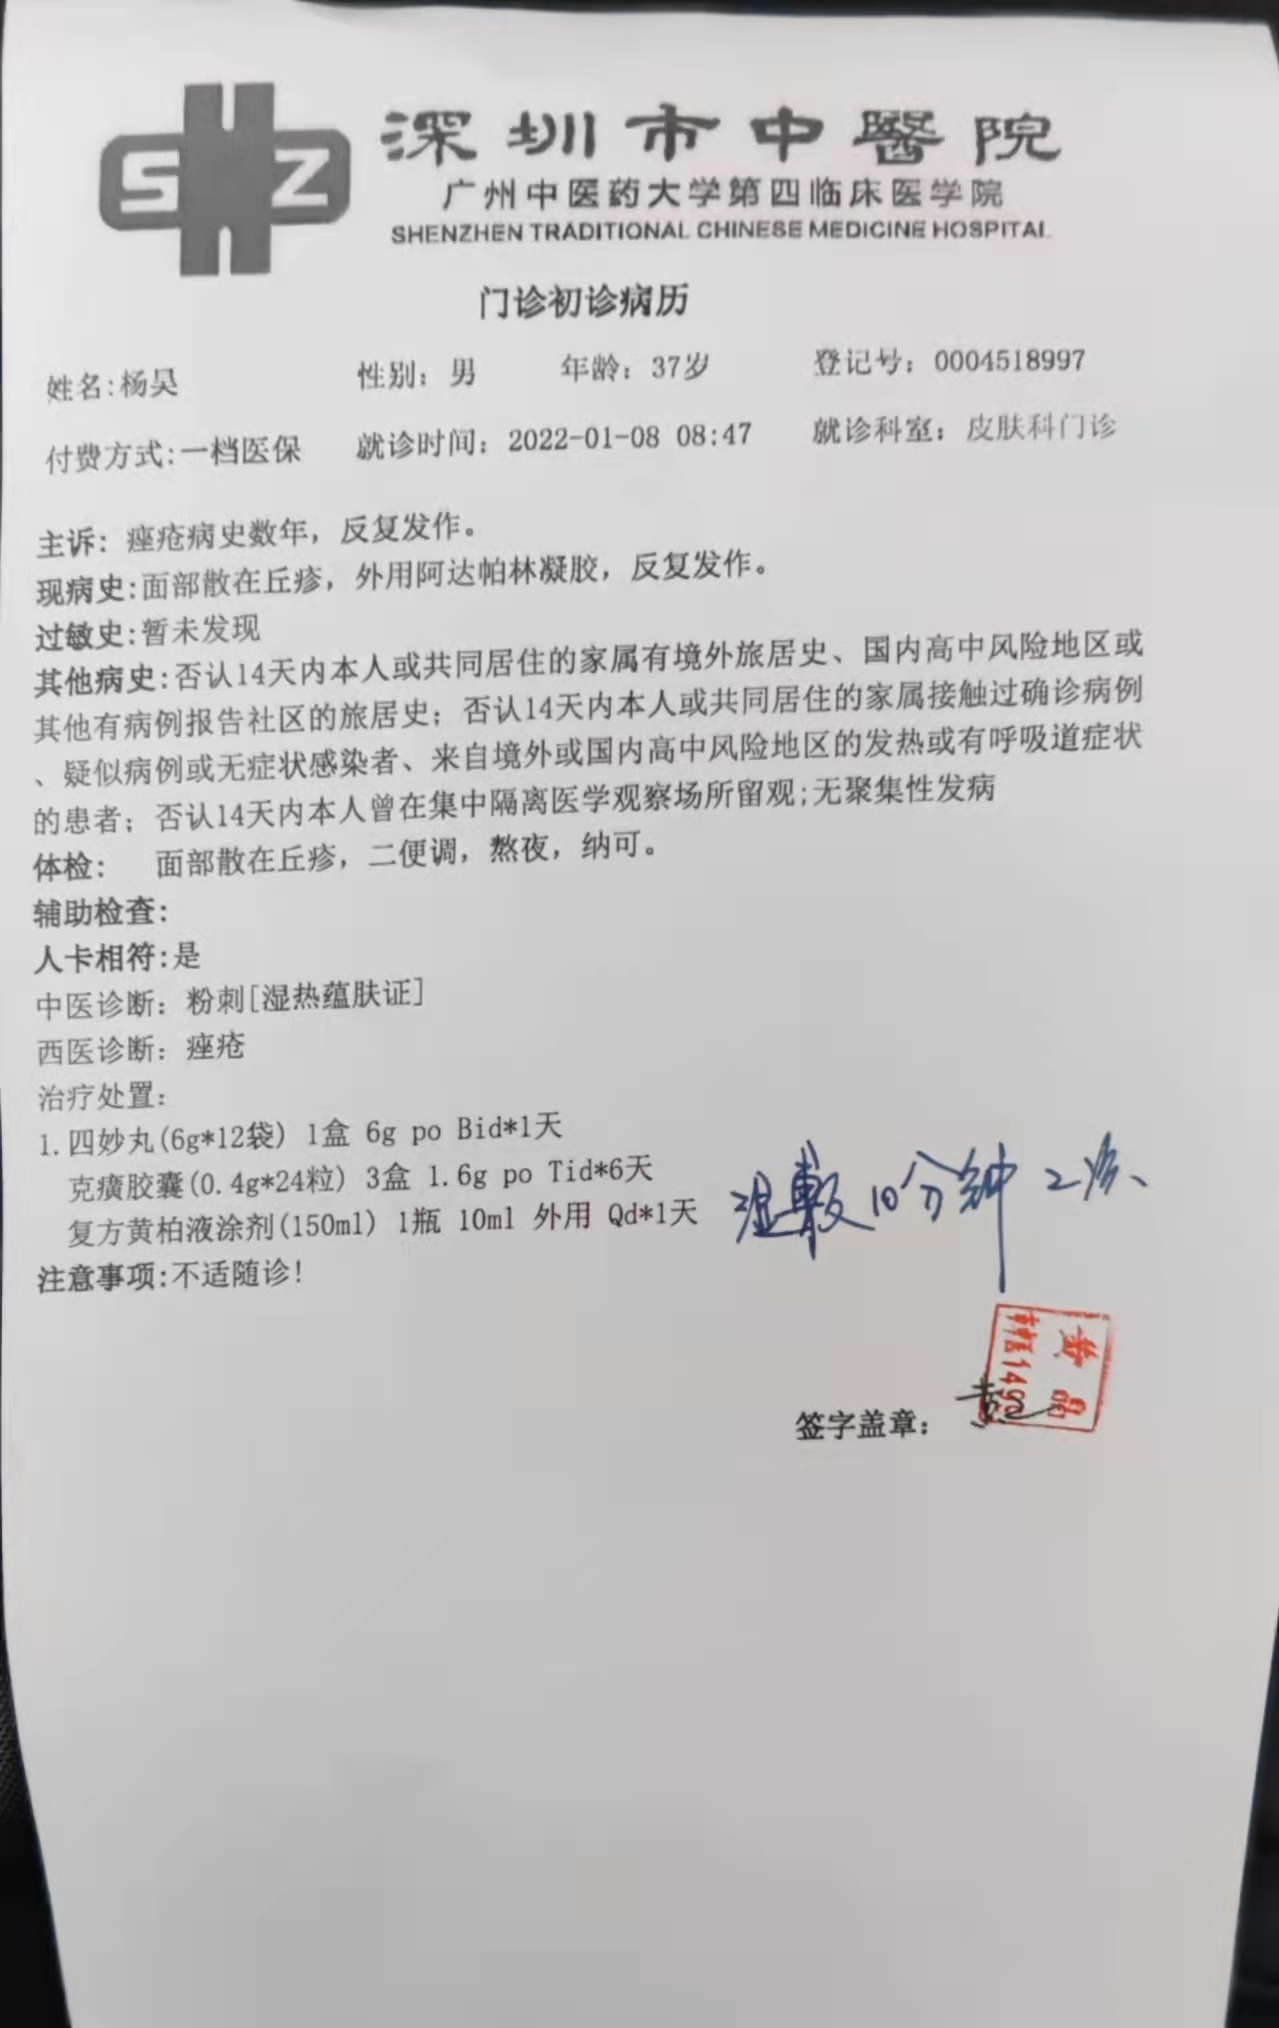 SZ
深圳市中醫院
广州中医药大学第四临床医学院
SHENZHEN TRADITIONAL CHINESE MEDICINE HOSPITAL
门诊初诊病历
姓名:杨昊 性别：男 年龄：37岁 登记号：0004518997
付费方式:一档医保 就诊时间：2022-01-08 08:47 就诊科室：皮肤科门诊
主诉：痤疮病史数年，反复发作。
现病史:面部散在丘疹，外用阿达帕林凝胶，反复发作。
过敏史:暂未发现
其他病史:否认14天内本人或共同居住的家属有境外旅居史、国内高中风险地区或
其他有病例报告社区的旅居史；否认14天内本人或共同居住的家属接触过确诊病例
、疑似病例或无症状感染者、来自境外或国内高中风险地区的发热或有呼吸道症状
的患者；否认14天内本人曾在集中隔离医学观察场所留观;无聚集性发病
体检： 面部散在丘疹，二便调，熬夜，纳可。
辅助检查:
人卡相符:是
中医诊断：粉刺[湿热蕴肤证]
西医诊断：痤疮
治疗处置：
1.四妙丸(6g*12袋) 1盒 6g po Bid*1天
克癀胶囊(0.4g*24粒) 3盒 1.6g po Tid*6天
复方黄柏液涂剂(150ml) 1瓶 10ml 外用 Qd*1天 湿敷10分钟
注意事项:不适随诊!
签字盖章：